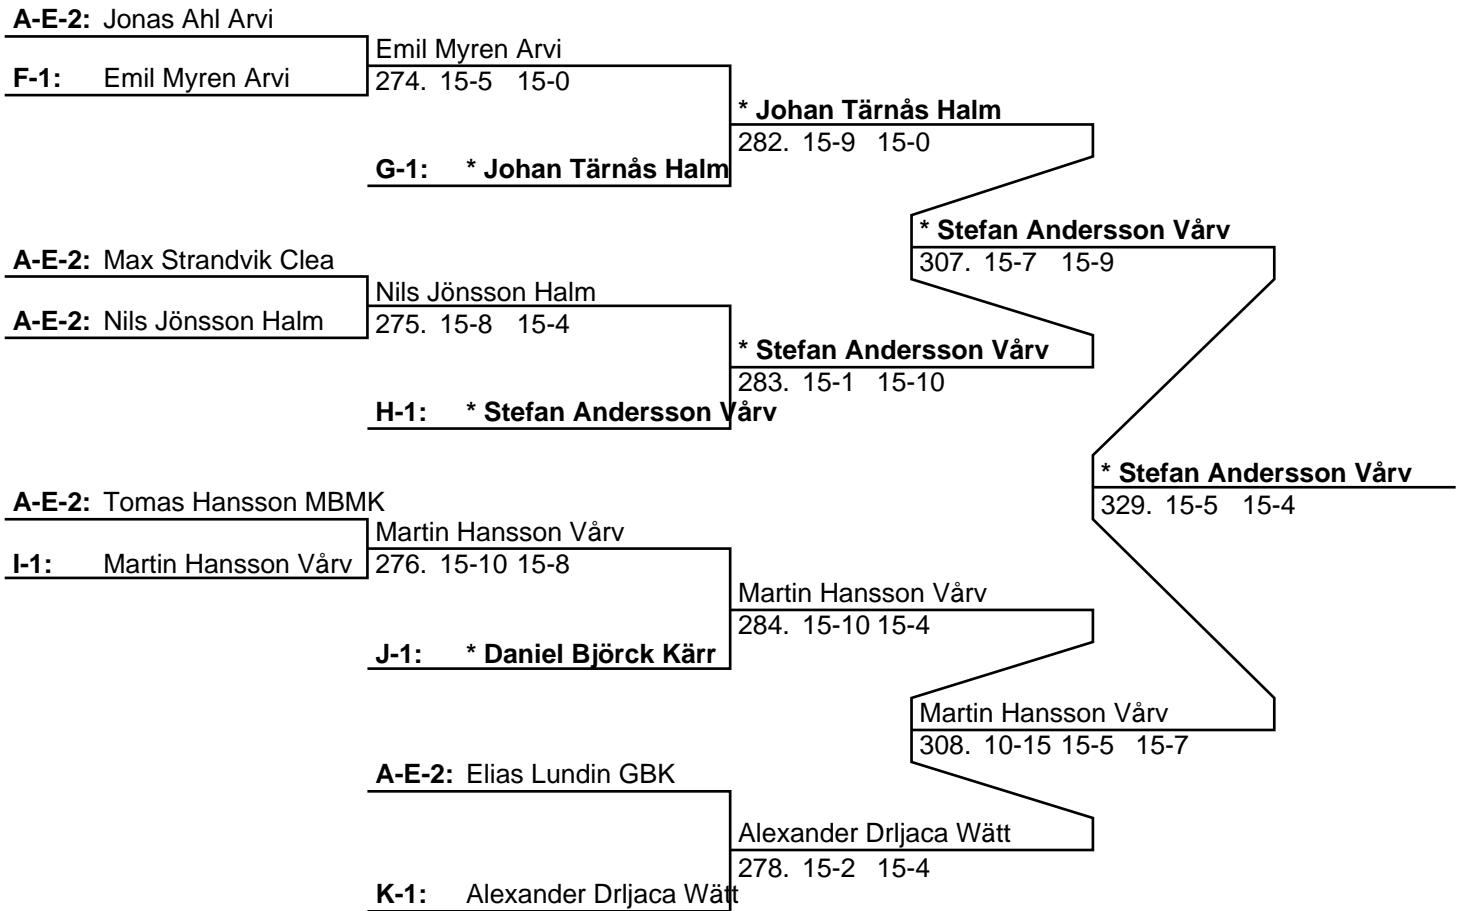 A-E-2: Jonas Ahl Arvi
Emil Myren Arvi
F-1: Emil Myren Arvi
274. 15-5 15-0
* Johan Tärnås Halm
282. 15-9 15-0
G-1: * Johan Tärnås Halm
* Stefan Andersson Vårv
307. 15-7 15-9
A-E-2: Max Strandvik Clea
Nils Jönsson Halm
A-E-2: Nils Jönsson Halm
275. 15-8 15-4
* Stefan Andersson Vårv
283. 15-1 15-10
H-1: * Stefan Andersson Vårv
* Stefan Andersson Vårv
329. 15-5 15-4
A-E-2: Tomas Hansson MBMK
Martin Hansson Vårv
I-1: Martin Hansson Vårv
276. 15-10 15-8
Martin Hansson Vårv
284. 15-10 15-4
J-1: * Daniel Björck Kärr
Martin Hansson Vårv
308. 10-15 15-5 15-7
A-E-2: Elias Lundin GBK
Alexander Drljaca Wätt
278. 15-2 15-4
K-1: Alexander Drljaca Wätt